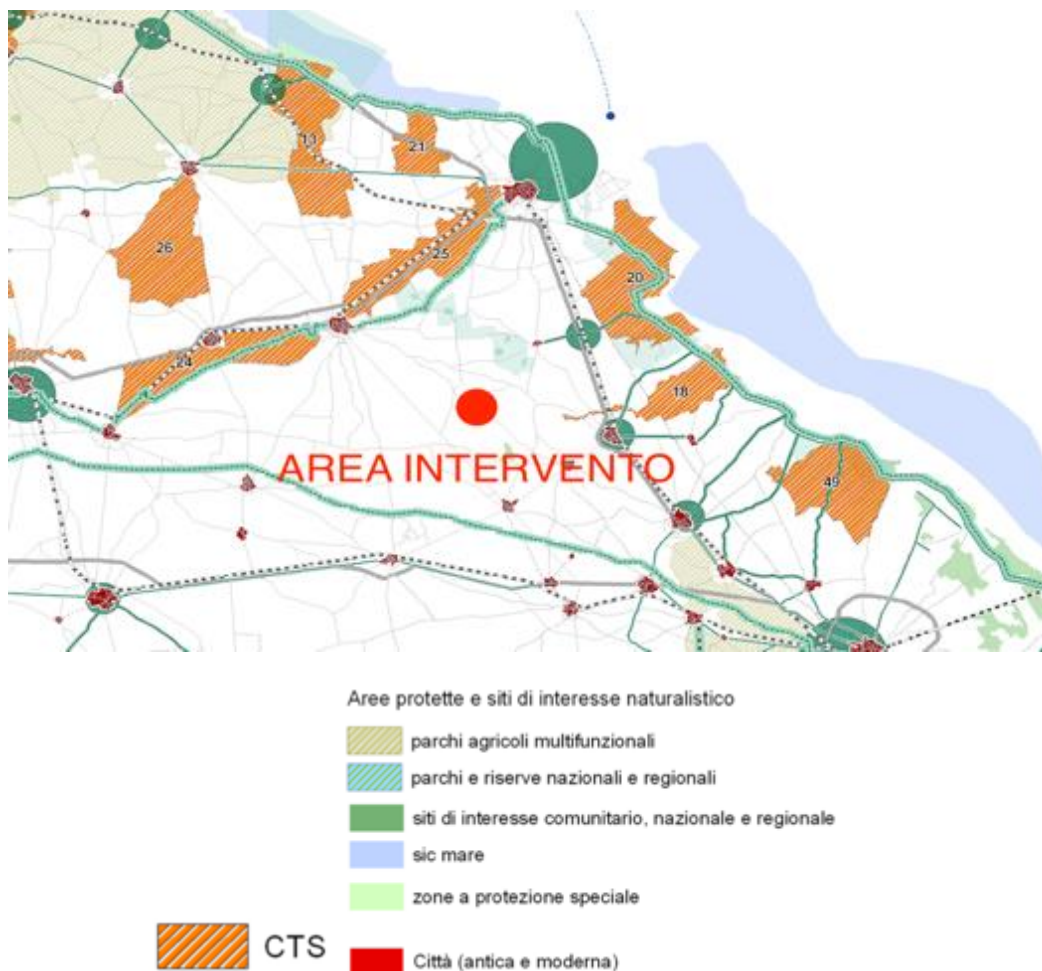 13
21
26
25
20
24
18
AREA INTERVENTO
49
Aree protette e siti di interesse naturalistico
parchi agricoli multifunzionali
parchi e riserve nazionali e regionali
siti di interesse comunitario, nazionale e regionale
sic mare
zone a protezione speciale
CTS
Città (antica e moderna)